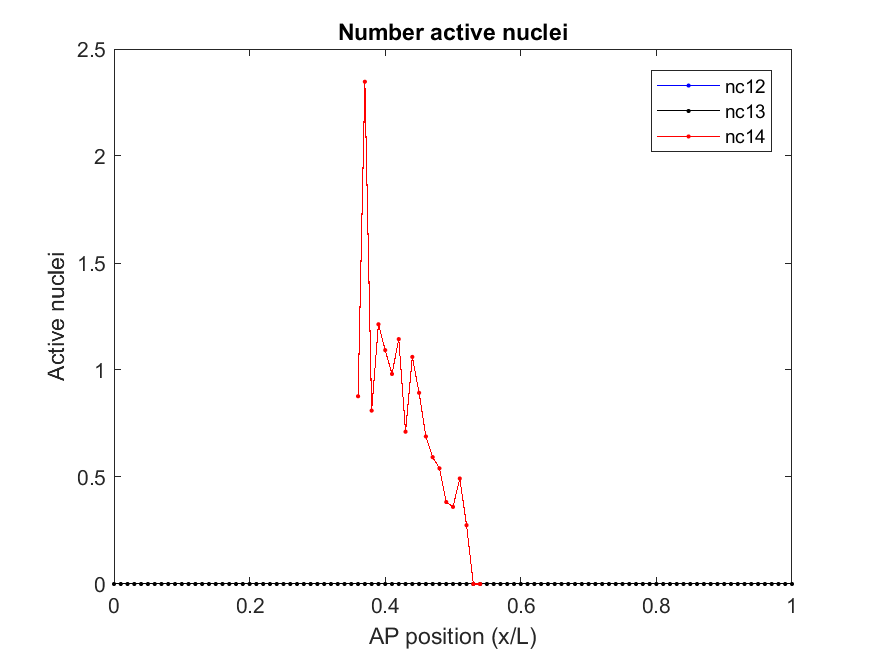 Number active nuclei
2.5
2
1.5
1
0.5
0
Active nuclei
nc12
nc13
nc14
0
0.2
0.4
0.6
0.8
1
AP position (x/L)